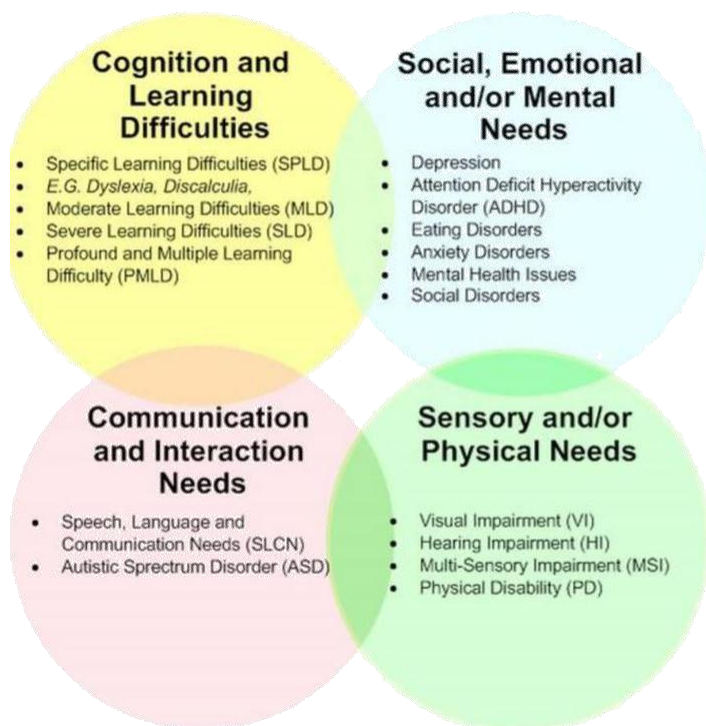 Cognition and
Learning
Difficulties
• Specific Learning Difficulties (SPLD)
• E.G. Dyslexia, Discalculia,
• Moderate Learning Difficulties (MLD)
• Severe Learning Difficulties (SLD)
• Profound and Multiple Learning
Difficulty (PMLD)
Social, Emotional
and/or Mental
Needs
• Depression
• Attention Deficit Hyperactivity
Disorder (ADHD)
• Eating Disorders
• Anxiety Disorders
• Mental Health Issues
• Social Disorders
Communication
and Interaction
Needs
• Speech, Language and
Communication Needs (SLCN)
• Autistic Sprectrum Disorder (ASD)
Sensory and/or
Physical Needs
• Visual Impairment (VI)
• Hearing Impairment (HI)
• Multi-Sensory Impairment (MSI)
• Physical Disability (PD)